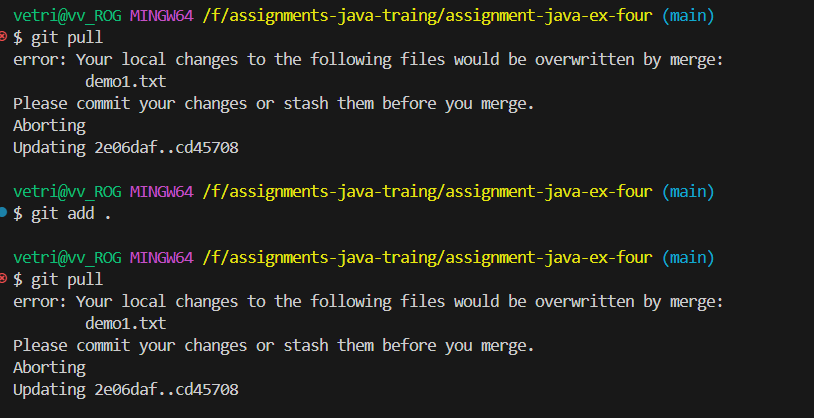 vetri@vv_ROG MINGW64 /f/assignments-java-traing/assignment-java-ex-four (main)
$ git pull
error: Your local changes to the following files would be overwritten by merge:
        demo1.txt
Please commit your changes or stash them before you merge.
Aborting
Updating 2e06daf..cd45708
vetri@vv_ROG MINGW64 /f/assignments-java-traing/assignment-java-ex-four (main)
$ git add .
vetri@vv_ROG MINGW64 /f/assignments-java-traing/assignment-java-ex-four (main)
$ git pull
error: Your local changes to the following files would be overwritten by merge:
        demo1.txt
Please commit your changes or stash them before you merge.
Aborting
Updating 2e06daf..cd45708